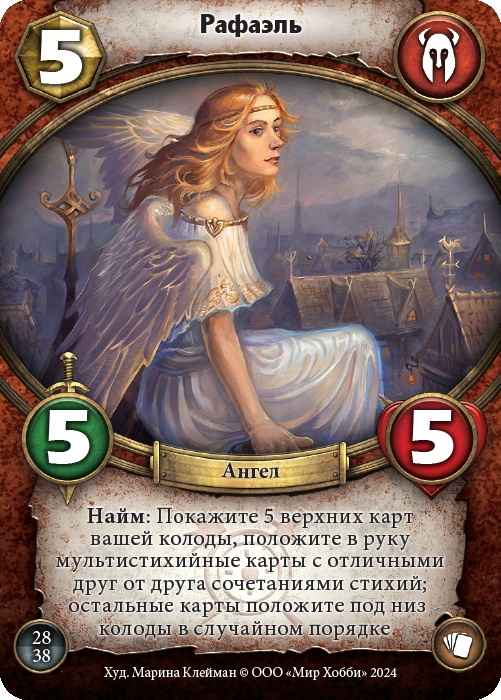 Рафаэль
5
5
5
Ангел
Найм: Покажите 5 верхних карт
вашей колоды, положите в руку
мультистихийные карты с отличными
друг от друга сочетаниями стихий;
остальные карты положите под низ
колоды в случайном порядке
28
38
Худ. Марина Клейман © ООО «Мир Хобби» 2024